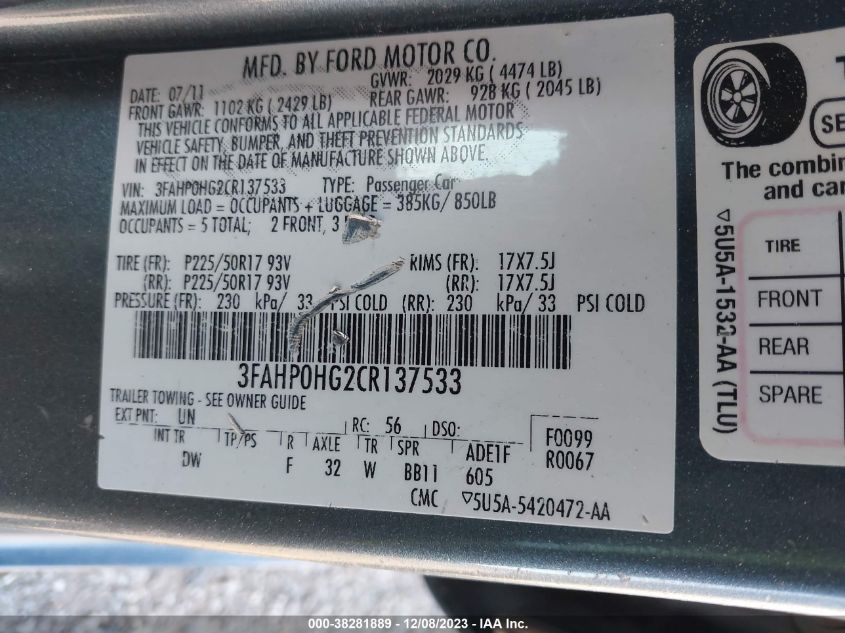 MFD. BY FORD MOTOR CO.
DATE: 07/11 GVWR: 2029 KG ( 4474 LB)
FRONT GAWR: 1102 KG ( 2429 LB) REAR GAWR: 928 KG ( 2045 LB)
THIS VEHICLE CONFORMS TO ALL APPLICABLE FEDERAL MOTOR
VEHICLE SAFETY, BUMPER, AND THEFT PREVENTION STANDARDS
IN EFFECT ON THE DATE OF MANUFACTURE SHOWN ABOVE.
VIN: 3FAHP0HG2CR137533 TYPE: Passenger Car
MAXIMUM LOAD = OCCUPANTS + LUGGAGE = 385KG/ 850LB
OCCUPANTS = 5 TOTAL; 2 FRONT, 3
TIRE (FR): P225/50R17 93V RIMS (FR): 17X7.5J
(RR): P225/50R17 93V (RR): 17X7.5J
PRESSURE (FR): 230 kPa/ 33 PSI COLD (RR): 230 kPa/ 33 PSI COLD
3FAHP0HG2CR137533
TRAILER TOWING - SEE OWNER GUIDE
EXT PNT: UN RC: 56 DSO:
INT TR TP/PS R AXLE TR SPR ADE1F F0099
DW F 32 W BB11 605 R0067
CMC ▽5U5A-5420472-AA
T
SE
The combin
and car
▽5U5A-1532-AA (TLU)
TIRE
FRONT
REAR
SPARE
000-38281889 - 12/08/2023 - IAA Inc.